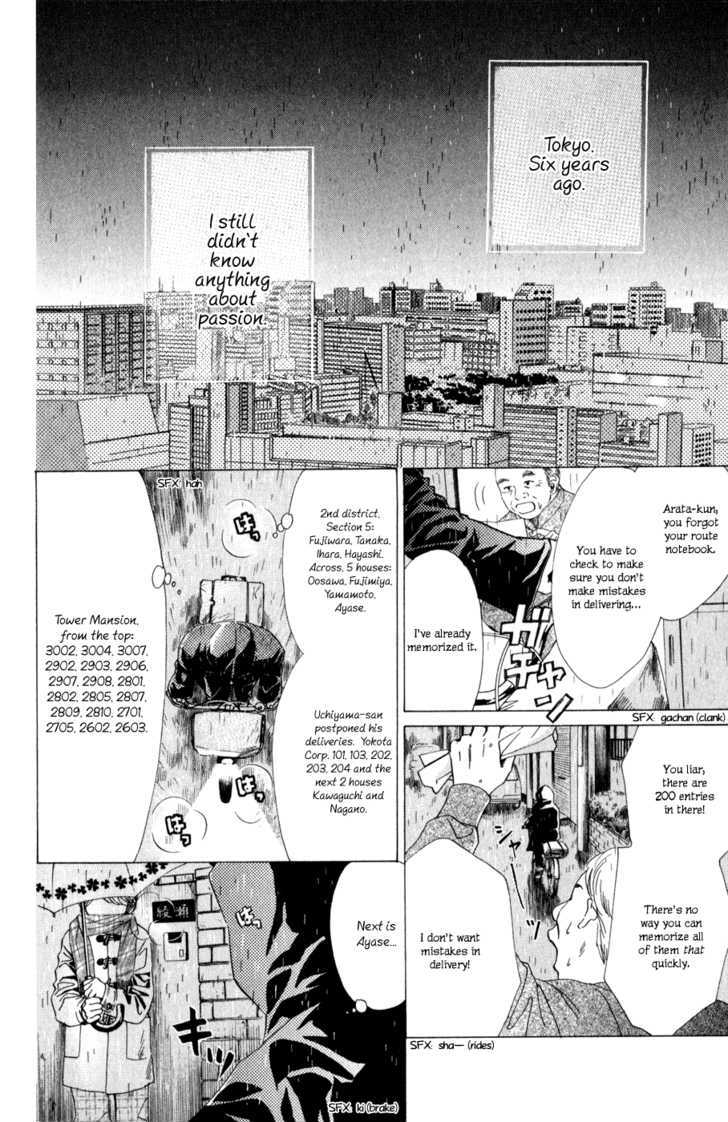 Tokyo.
Six years
ago.
I still
didn't
know
anything
about
passion.
Arata-kun,
you forgot
your route
notebook.
You have to
check to make
sure you don't
make mistakes
in delivering...
I've already
memorized it.
ガチャーン
SFX: gachan (clank)
You liar,
there are
200 entries
in there!
There's no
way you can
memorize all
of them that
quickly.
I don't want
mistakes in
delivery!
シャー
SFX: sha— (rides)
SFX: hah
はっ
2nd district,
Section 5:
Fujiwara, Tanaka,
Ihara, Hayashi.
Across, 5 houses:
Oosawa, Fujimiya,
Yamamoto,
Ayase.
Tower Mansion,
from the top:
3002, 3004, 3007,
2902, 2903, 2906,
2907, 2908, 2801,
2802, 2805, 2807,
2809, 2810, 2701,
2705, 2602, 2603.
Uchiyama-san
postponed his
deliveries. Yokota
Corp. 101, 103, 202,
203, 204 and the
next 2 houses
Kawaguchi and
Nagano.
はっ
はっ
Next is
Ayase...
はっ
綾瀬
キッ
SFX: ki (brake)